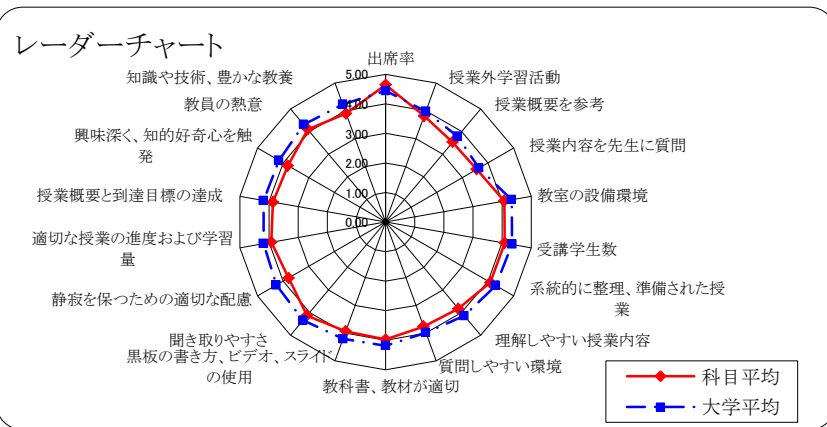 レーダーチャート
出席率
授業外学習活動
授業概要を参考
授業内容を先生に質問
教室の設備環境
受講学生数
系統的に整理、準備された授
業
理解しやすい授業内容
質問しやすい環境
教科書、教材が適切
黒板の書き方、ビデオ、スライド
の使用
聞き取りやすさ
静寂を保つための適切な配慮
適切な授業の進度および学習
量
授業概要と到達目標の達成
興味深く、知的好奇心を触
発
教員の熱意
知識や技術、豊かな教養
5.00
4.00
3.00
2.00
1.00
0.00
科目平均
大学平均